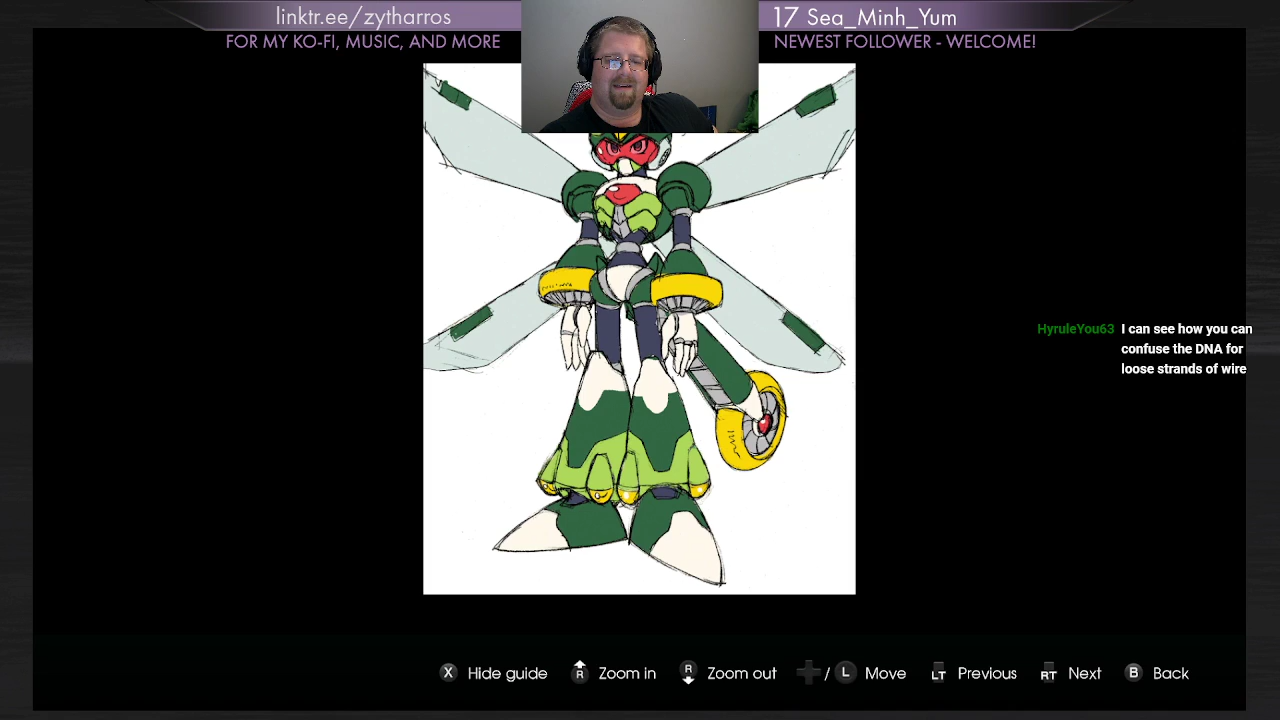 linktr.ee/zytharros
FOR MY KO-FI, MUSIC, AND MORE
17 Sea_Minh_Yum
NEWEST FOLLOWER - WELCOME!
HyruleYou63 I can see how you can
confuse the DNA for
loose strands of wire
X Hide guide R Zoom in R Zoom out / L Move LT Previous RT Next B Back